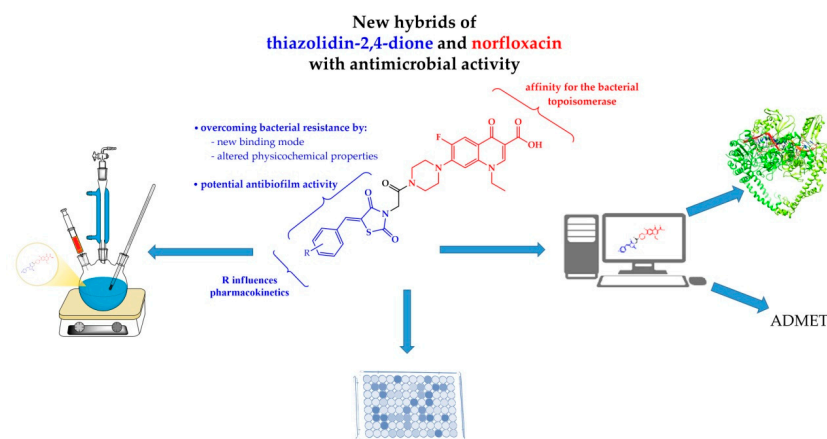 New hybrids of
thiazolidin-2,4-dione and norfloxacin
with antimicrobial activity
affinity for the bacterial
topoisomerase
• overcoming bacterial resistance by:
- new binding mode
- altered physicochemical properties
• potential antibiofilm activity
F
O
O
OH
N
N
N
O
O
N
S
O
R
R influences
pharmacokinetics
ADMET